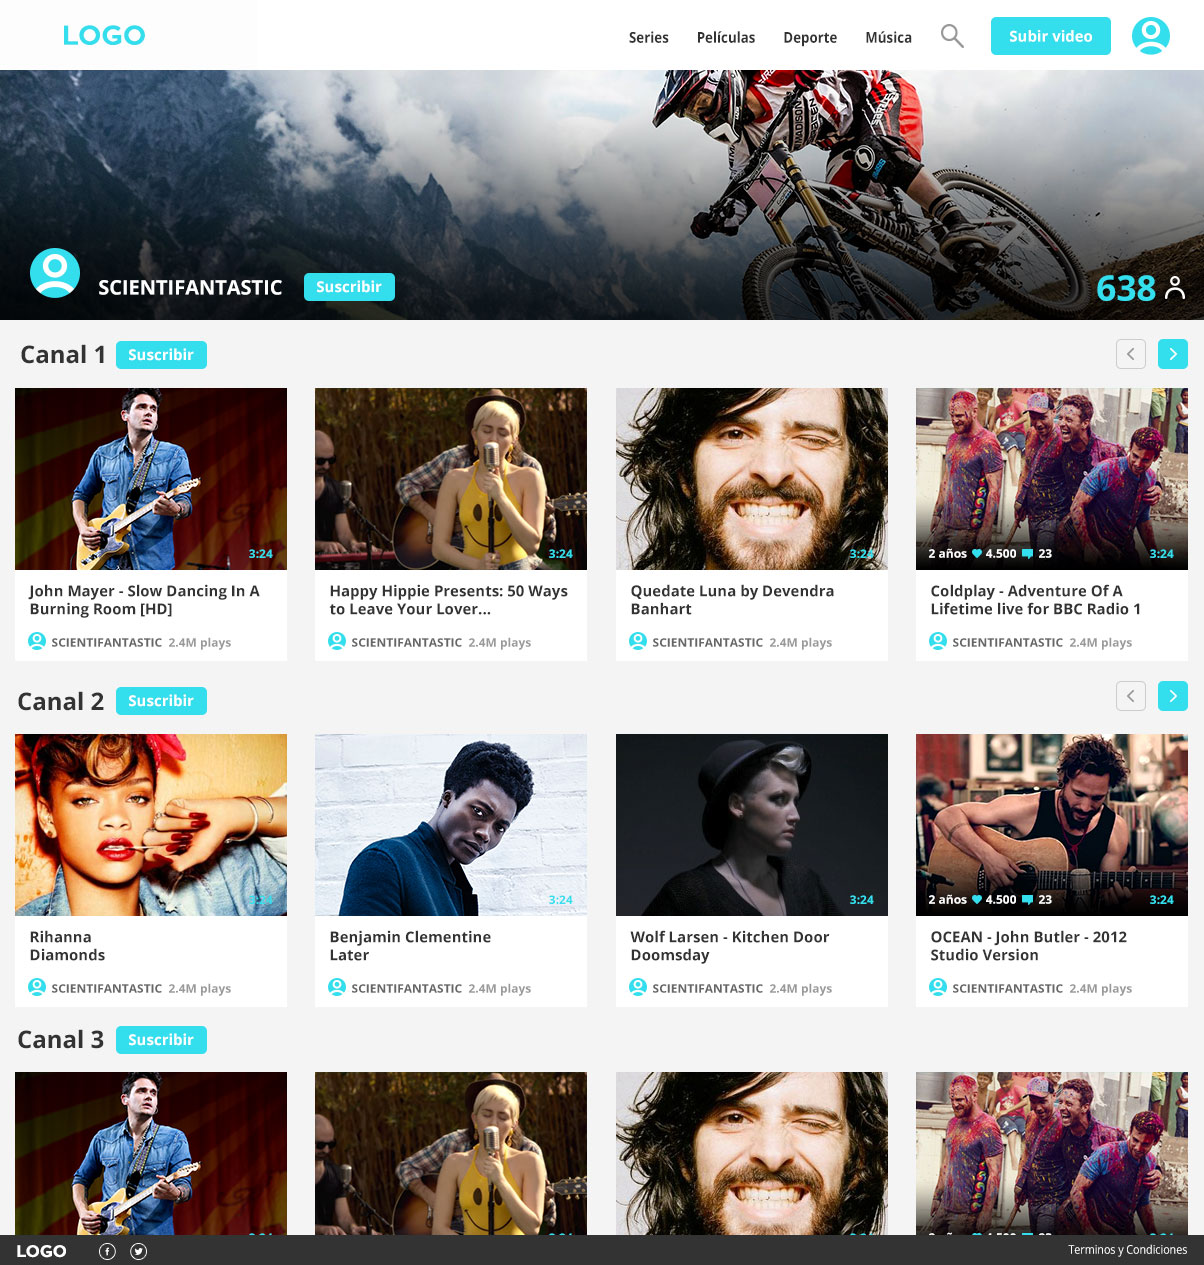 LOGO
Series Películas Deporte Música Subir video
SCIENTIFANTASTIC Suscribir 638
Canal 1 Suscribir
3:24 3:24 3:24 2 años 4.500 23 3:24
John Mayer - Slow Dancing In A
Burning Room [HD]
SCIENTIFANTASTIC 2.4M plays
Happy Hippie Presents: 50 Ways
to Leave Your Lover...
SCIENTIFANTASTIC 2.4M plays
Quedate Luna by Devendra
Banhart
SCIENTIFANTASTIC 2.4M plays
Coldplay - Adventure Of A
Lifetime live for BBC Radio 1
SCIENTIFANTASTIC 2.4M plays
Canal 2 Suscribir
3:24 3:24 3:24 2 años 4.500 23 3:24
Rihanna
Diamonds
SCIENTIFANTASTIC 2.4M plays
Benjamin Clementine
Later
SCIENTIFANTASTIC 2.4M plays
Wolf Larsen - Kitchen Door
Doomsday
SCIENTIFANTASTIC 2.4M plays
OCEAN - John Butler - 2012
Studio Version
SCIENTIFANTASTIC 2.4M plays
Canal 3 Suscribir
LOGO Terminos y Condiciones